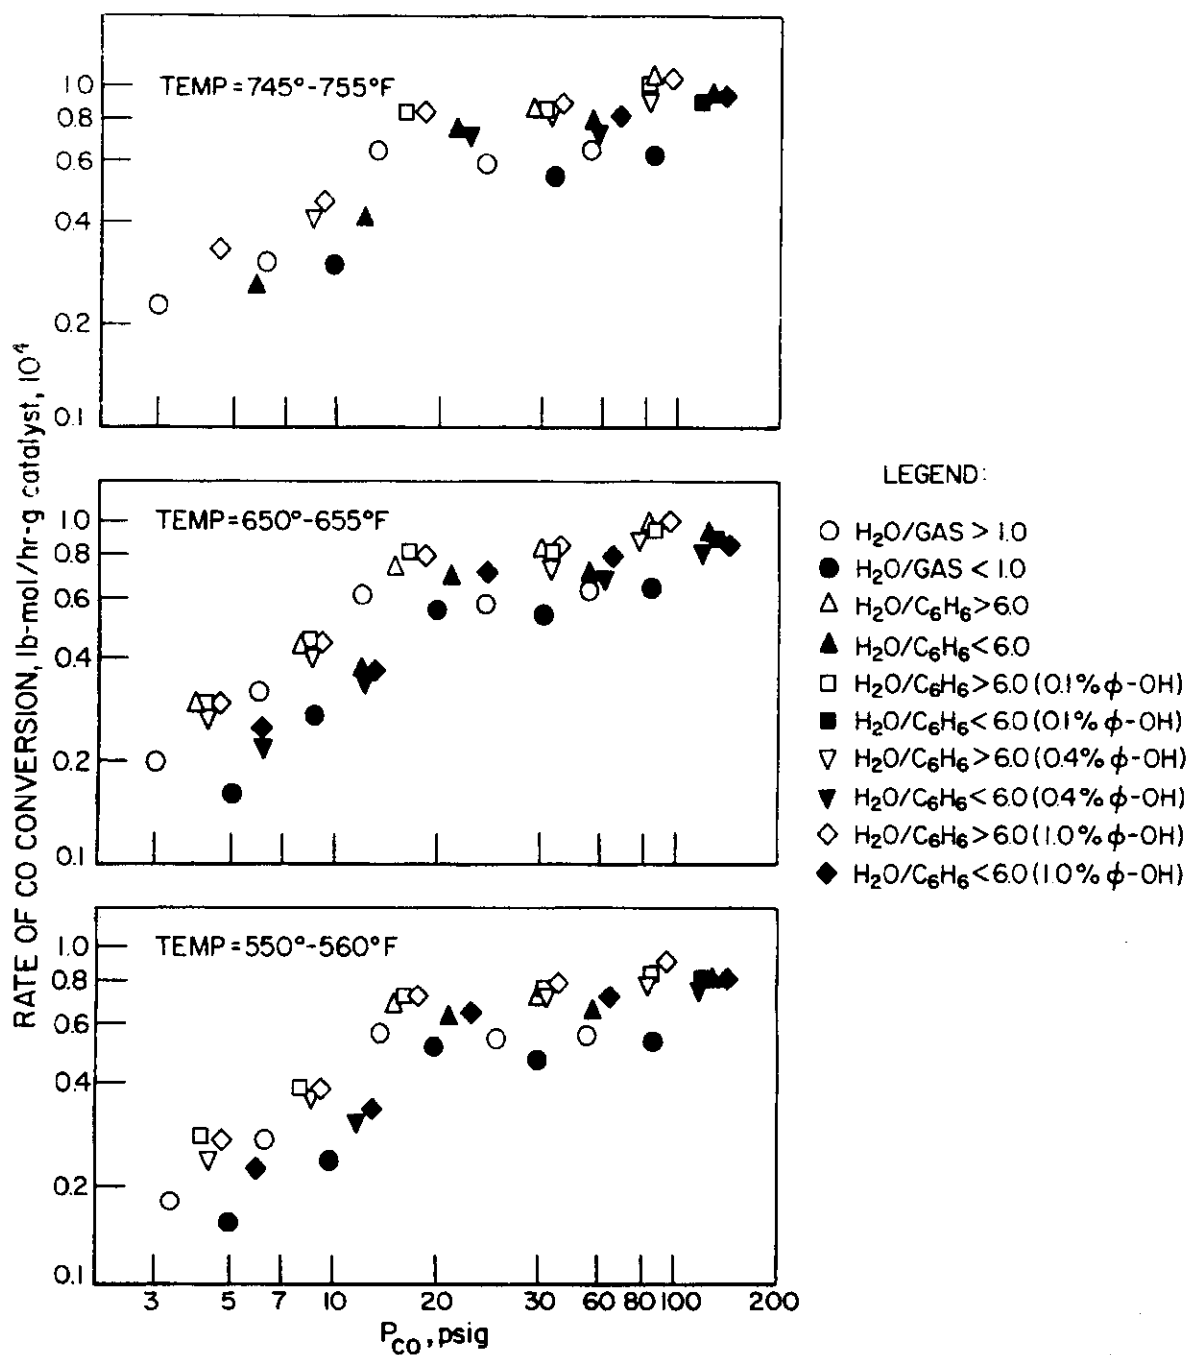 RATE OF CO CONVERSION, lb-mol/hr-g catalyst, 10⁴
TEMP = 745°-755°F
1.0
0.8
0.6
0.4
0.2
0.1
TEMP = 650°-655°F
1.0
0.8
0.6
0.4
0.2
0.1
TEMP = 550°-560°F
1.0
0.8
0.6
0.4
0.2
0.1
3 5 7 10 20 30 60 80 100 200
P_CO, psig
LEGEND:
H₂O/GAS > 1.0
H₂O/GAS < 1.0
H₂O/C₆H₆ > 6.0
H₂O/C₆H₆ < 6.0
H₂O/C₆H₆ > 6.0 (0.1% ϕ-OH)
H₂O/C₆H₆ < 6.0 (0.1% ϕ-OH)
H₂O/C₆H₆ > 6.0 (0.4% ϕ-OH)
H₂O/C₆H₆ < 6.0 (0.4% ϕ-OH)
H₂O/C₆H₆ > 6.0 (1.0% ϕ-OH)
H₂O/C₆H₆ < 6.0 (1.0% ϕ-OH)